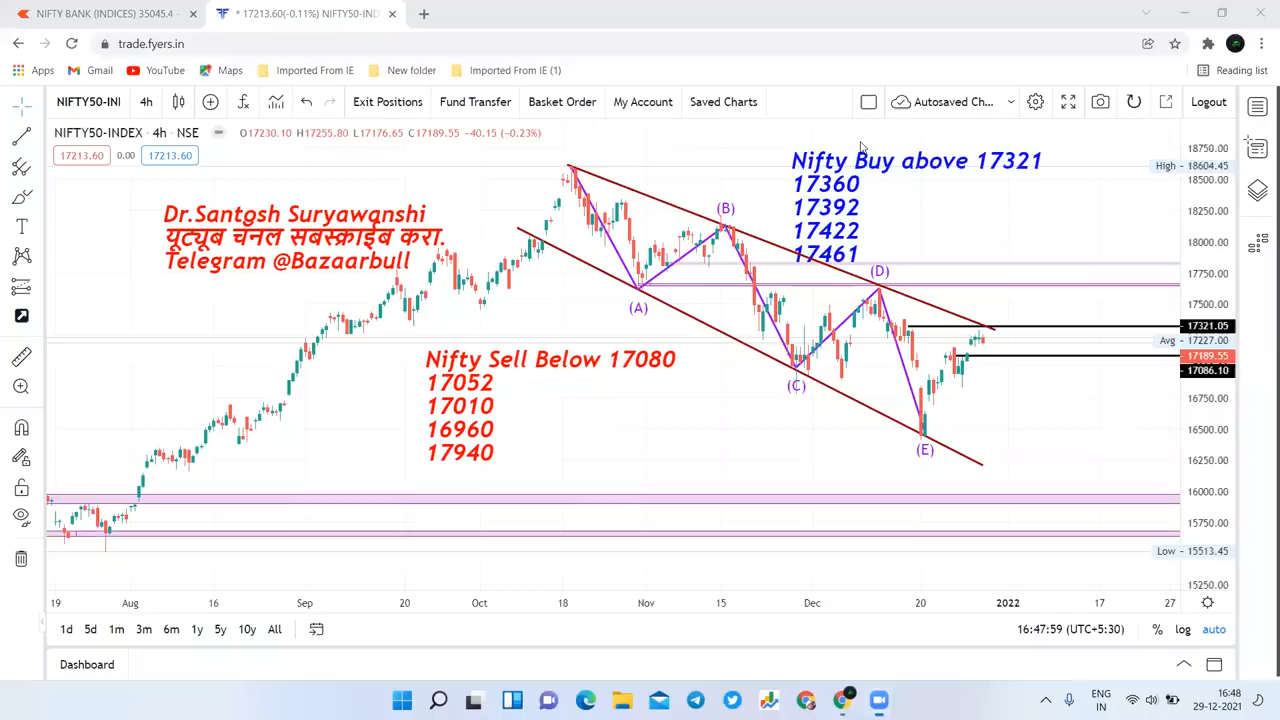 NIFTY BANK (INDICES) 35045.4
* 17213.60(-0.11%) NIFTY50-IND
trade.fyers.in
Apps Gmail YouTube Maps Imported From IE New folder Imported From IE (1) Reading list
NIFTY50-INI 4h Exit Positions Fund Transfer Basket Order My Account Saved Charts Autosaved Ch... Logout
NIFTY50-INDEX • 4h • NSE O17230.10 H17255.80 L17176.65 C17189.55 -40.15 (-0.23%)
17213.60 0.00 17213.60
Nifty Buy above 17321
17360
17392
17422
17461
Dr.Santosh Suryawanshi
यूट्यूब चॅनल सबस्क्राईब करा.
Telegram @Bazaarbull
(B)
(D)
(A)
(C)
(E)
Nifty Sell Below 17080
17052
17010
16960
17940
18750.00
High - 18604.45
18500.00
18250.00
18000.00
17750.00
17500.00
17321.05
Avg - 17227.00
17189.55
17086.10
16750.00
16500.00
16250.00
16000.00
15750.00
Low - 15513.45
15250.00
19 Aug 16 Sep 20 Oct 18 Nov 15 Dec 20 2022 17 27
1d 5d 1m 3m 6m 1y 5y 10y All 16:47:59 (UTC+5:30) % log auto
Dashboard
ENG
IN
16:48
29-12-2021